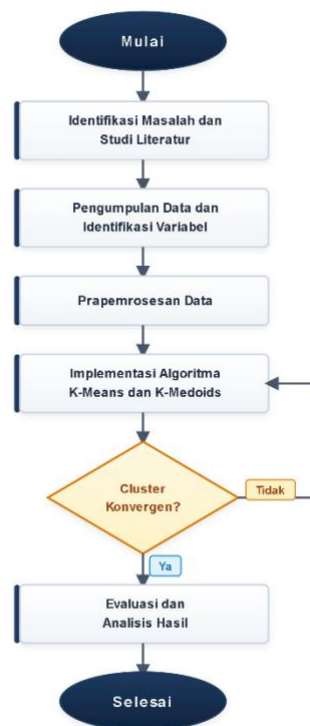 Mulai
Identifikasi Masalah dan
Studi Literatur
Pengumpulan Data dan
Identifikasi Variabel
Prapemrosesan Data
Implementasi Algoritma
K-Means dan K-Medoids
Cluster
Konvergen?
Tidak
Ya
Evaluasi dan
Analisis Hasil
Selesai